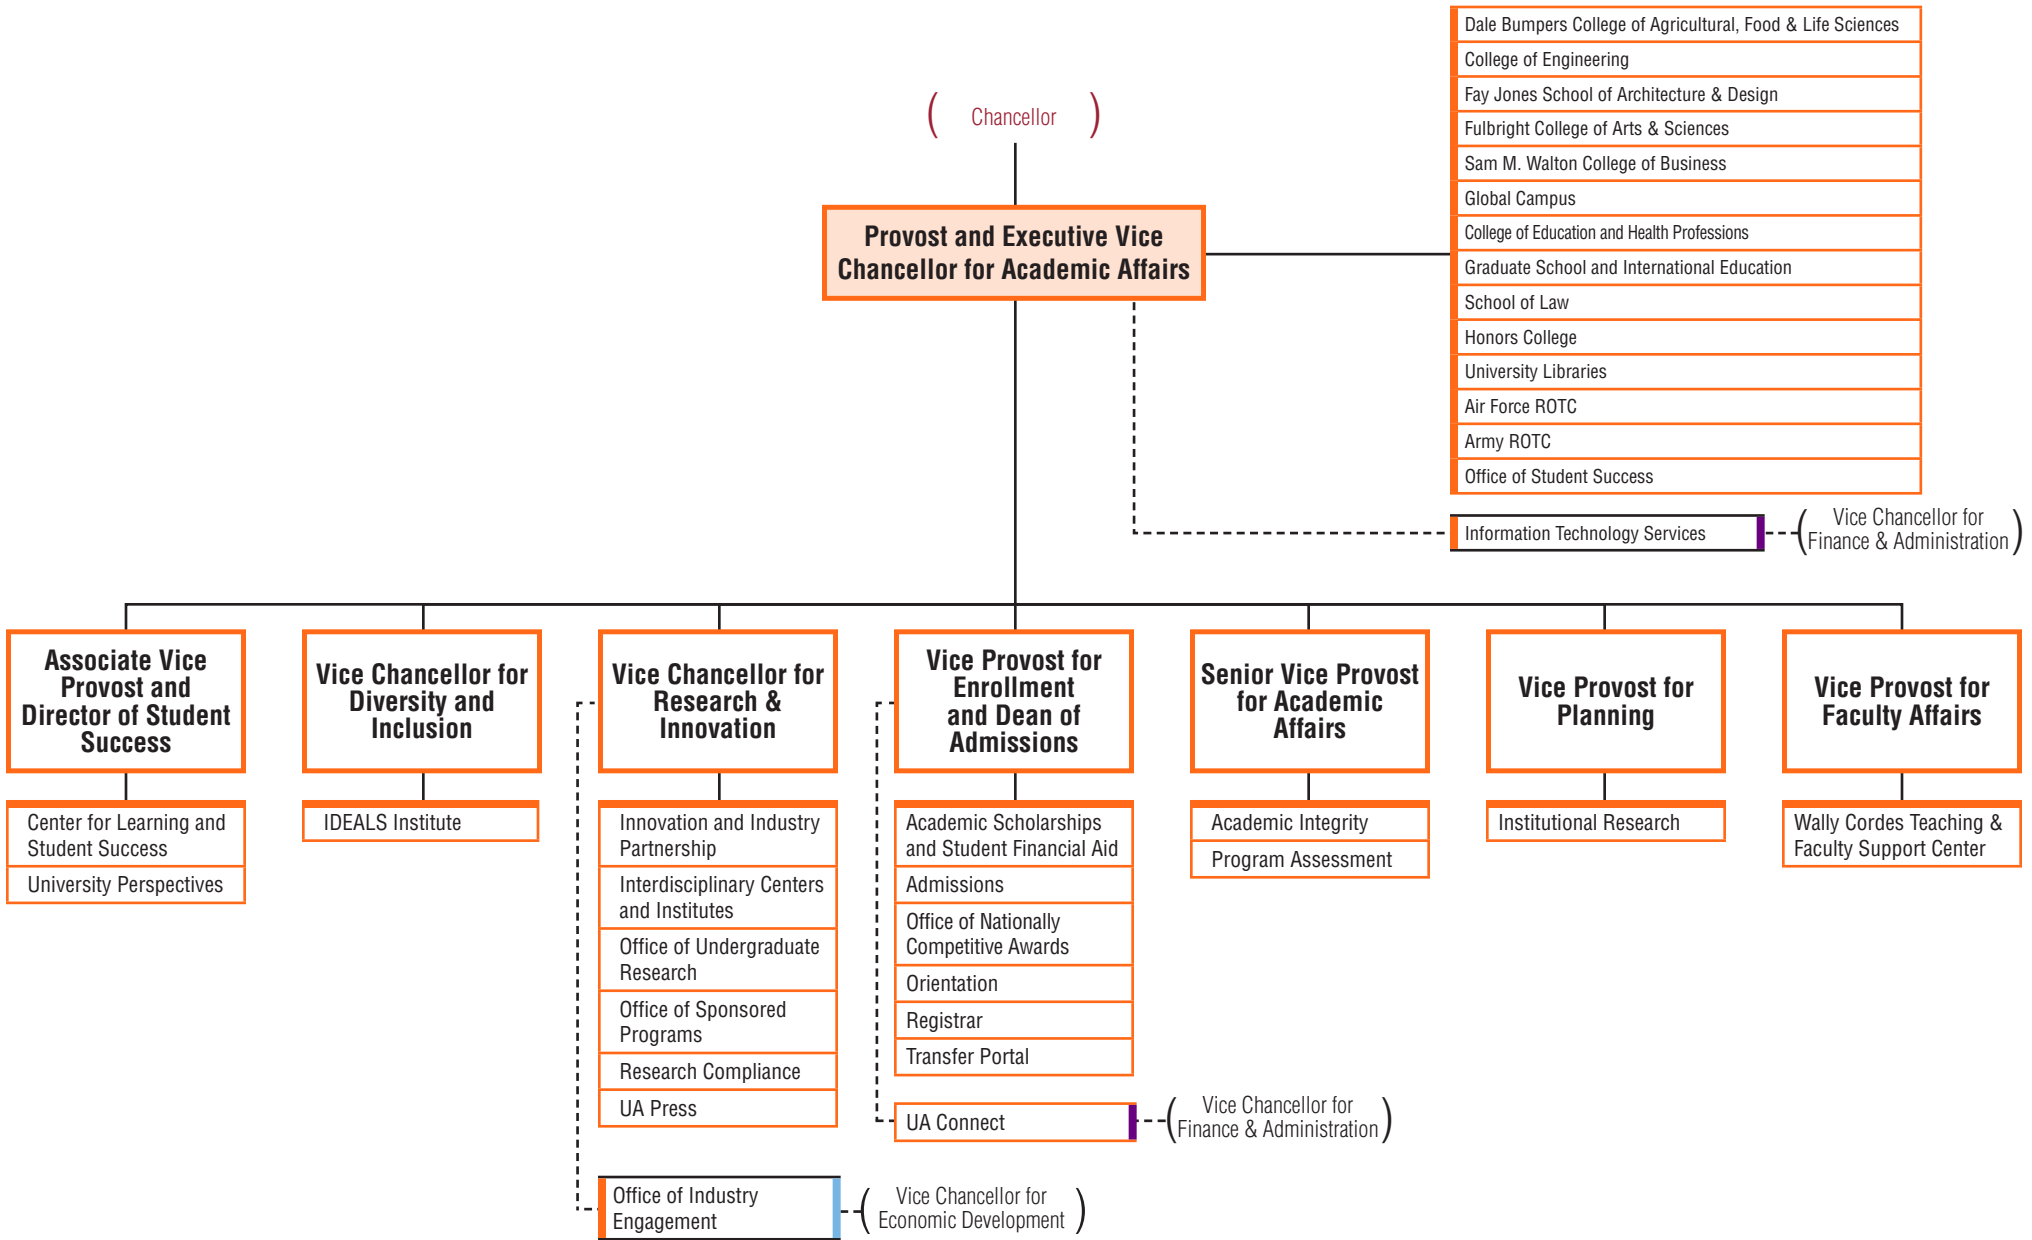 Dale Bumpers College of Agricultural, Food & Life Sciences
College of Engineering
Fay Jones School of Architecture & Design
Fulbright College of Arts & Sciences
Sam M. Walton College of Business
Global Campus
College of Education and Health Professions
Graduate School and International Education
School of Law
Honors College
University Libraries
Air Force ROTC
Army ROTC
Office of Student Success
( Chancellor )
Provost and Executive Vice
Chancellor for Academic Affairs
Information Technology Services
(Vice Chancellor for
Finance & Administration)
Associate Vice
Provost and
Director of Student
Success
Center for Learning and
Student Success
University Perspectives
Vice Chancellor for
Diversity and
Inclusion
IDEALS Institute
Vice Chancellor for
Research &
Innovation
Innovation and Industry
Partnership
Interdisciplinary Centers
and Institutes
Office of Undergraduate
Research
Office of Sponsored
Programs
Research Compliance
UA Press
Office of Industry
Engagement
(Vice Chancellor for
Economic Development)
Vice Provost for
Enrollment
and Dean of
Admissions
Academic Scholarships
and Student Financial Aid
Admissions
Office of Nationally
Competitive Awards
Orientation
Registrar
Transfer Portal
UA Connect
(Vice Chancellor for
Finance & Administration)
Senior Vice Provost
for Academic
Affairs
Academic Integrity
Program Assessment
Vice Provost for
Planning
Institutional Research
Vice Provost for
Faculty Affairs
Wally Cordes Teaching &
Faculty Support Center